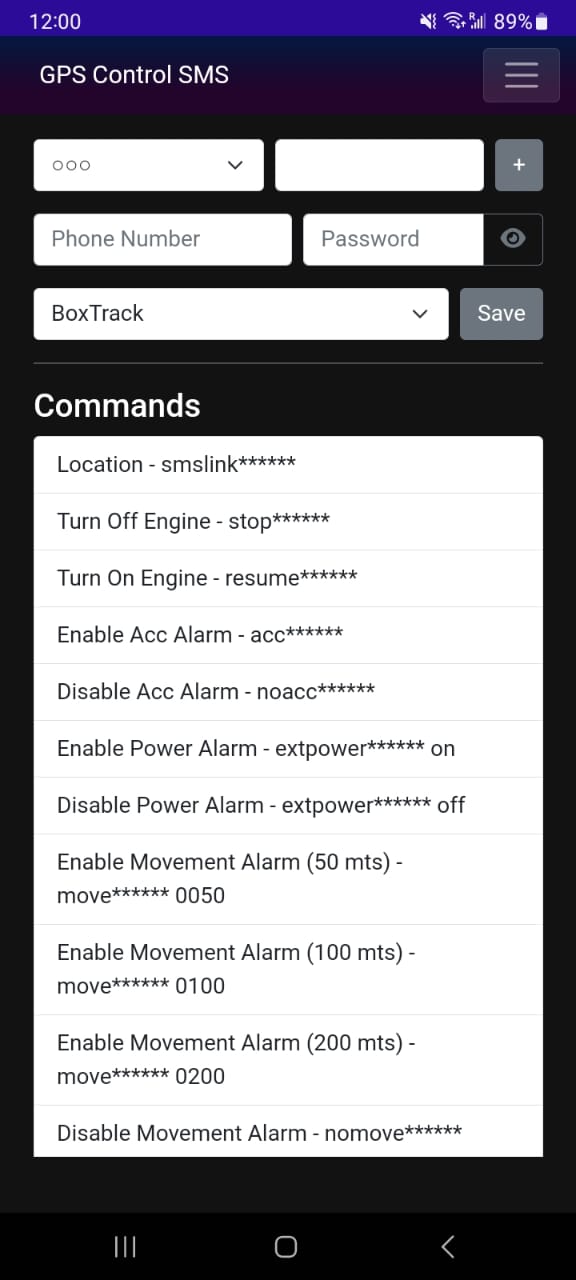 12:00
R
89%
GPS Control SMS
○○○
+
Phone Number
Password
BoxTrack
Save
Commands
Location - smslink******
Turn Off Engine - stop******
Turn On Engine - resume******
Enable Acc Alarm - acc******
Disable Acc Alarm - noacc******
Enable Power Alarm - extpower****** on
Disable Power Alarm - extpower****** off
Enable Movement Alarm (50 mts) -
move****** 0050
Enable Movement Alarm (100 mts) -
move****** 0100
Enable Movement Alarm (200 mts) -
move****** 0200
Disable Movement Alarm - nomove******